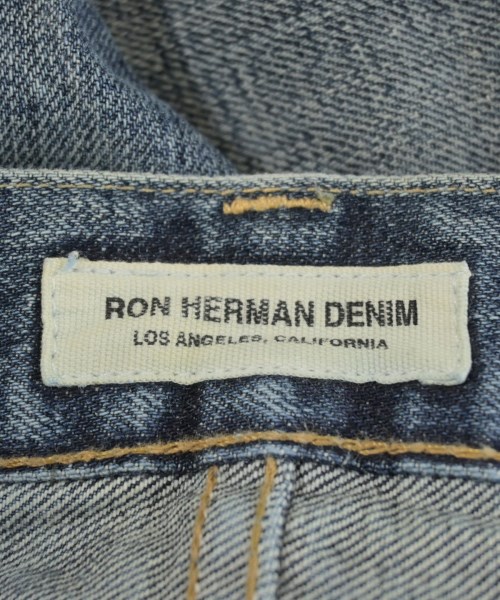 RON HERMAN DENIM
LOS ANGELES, CALIFORNIA